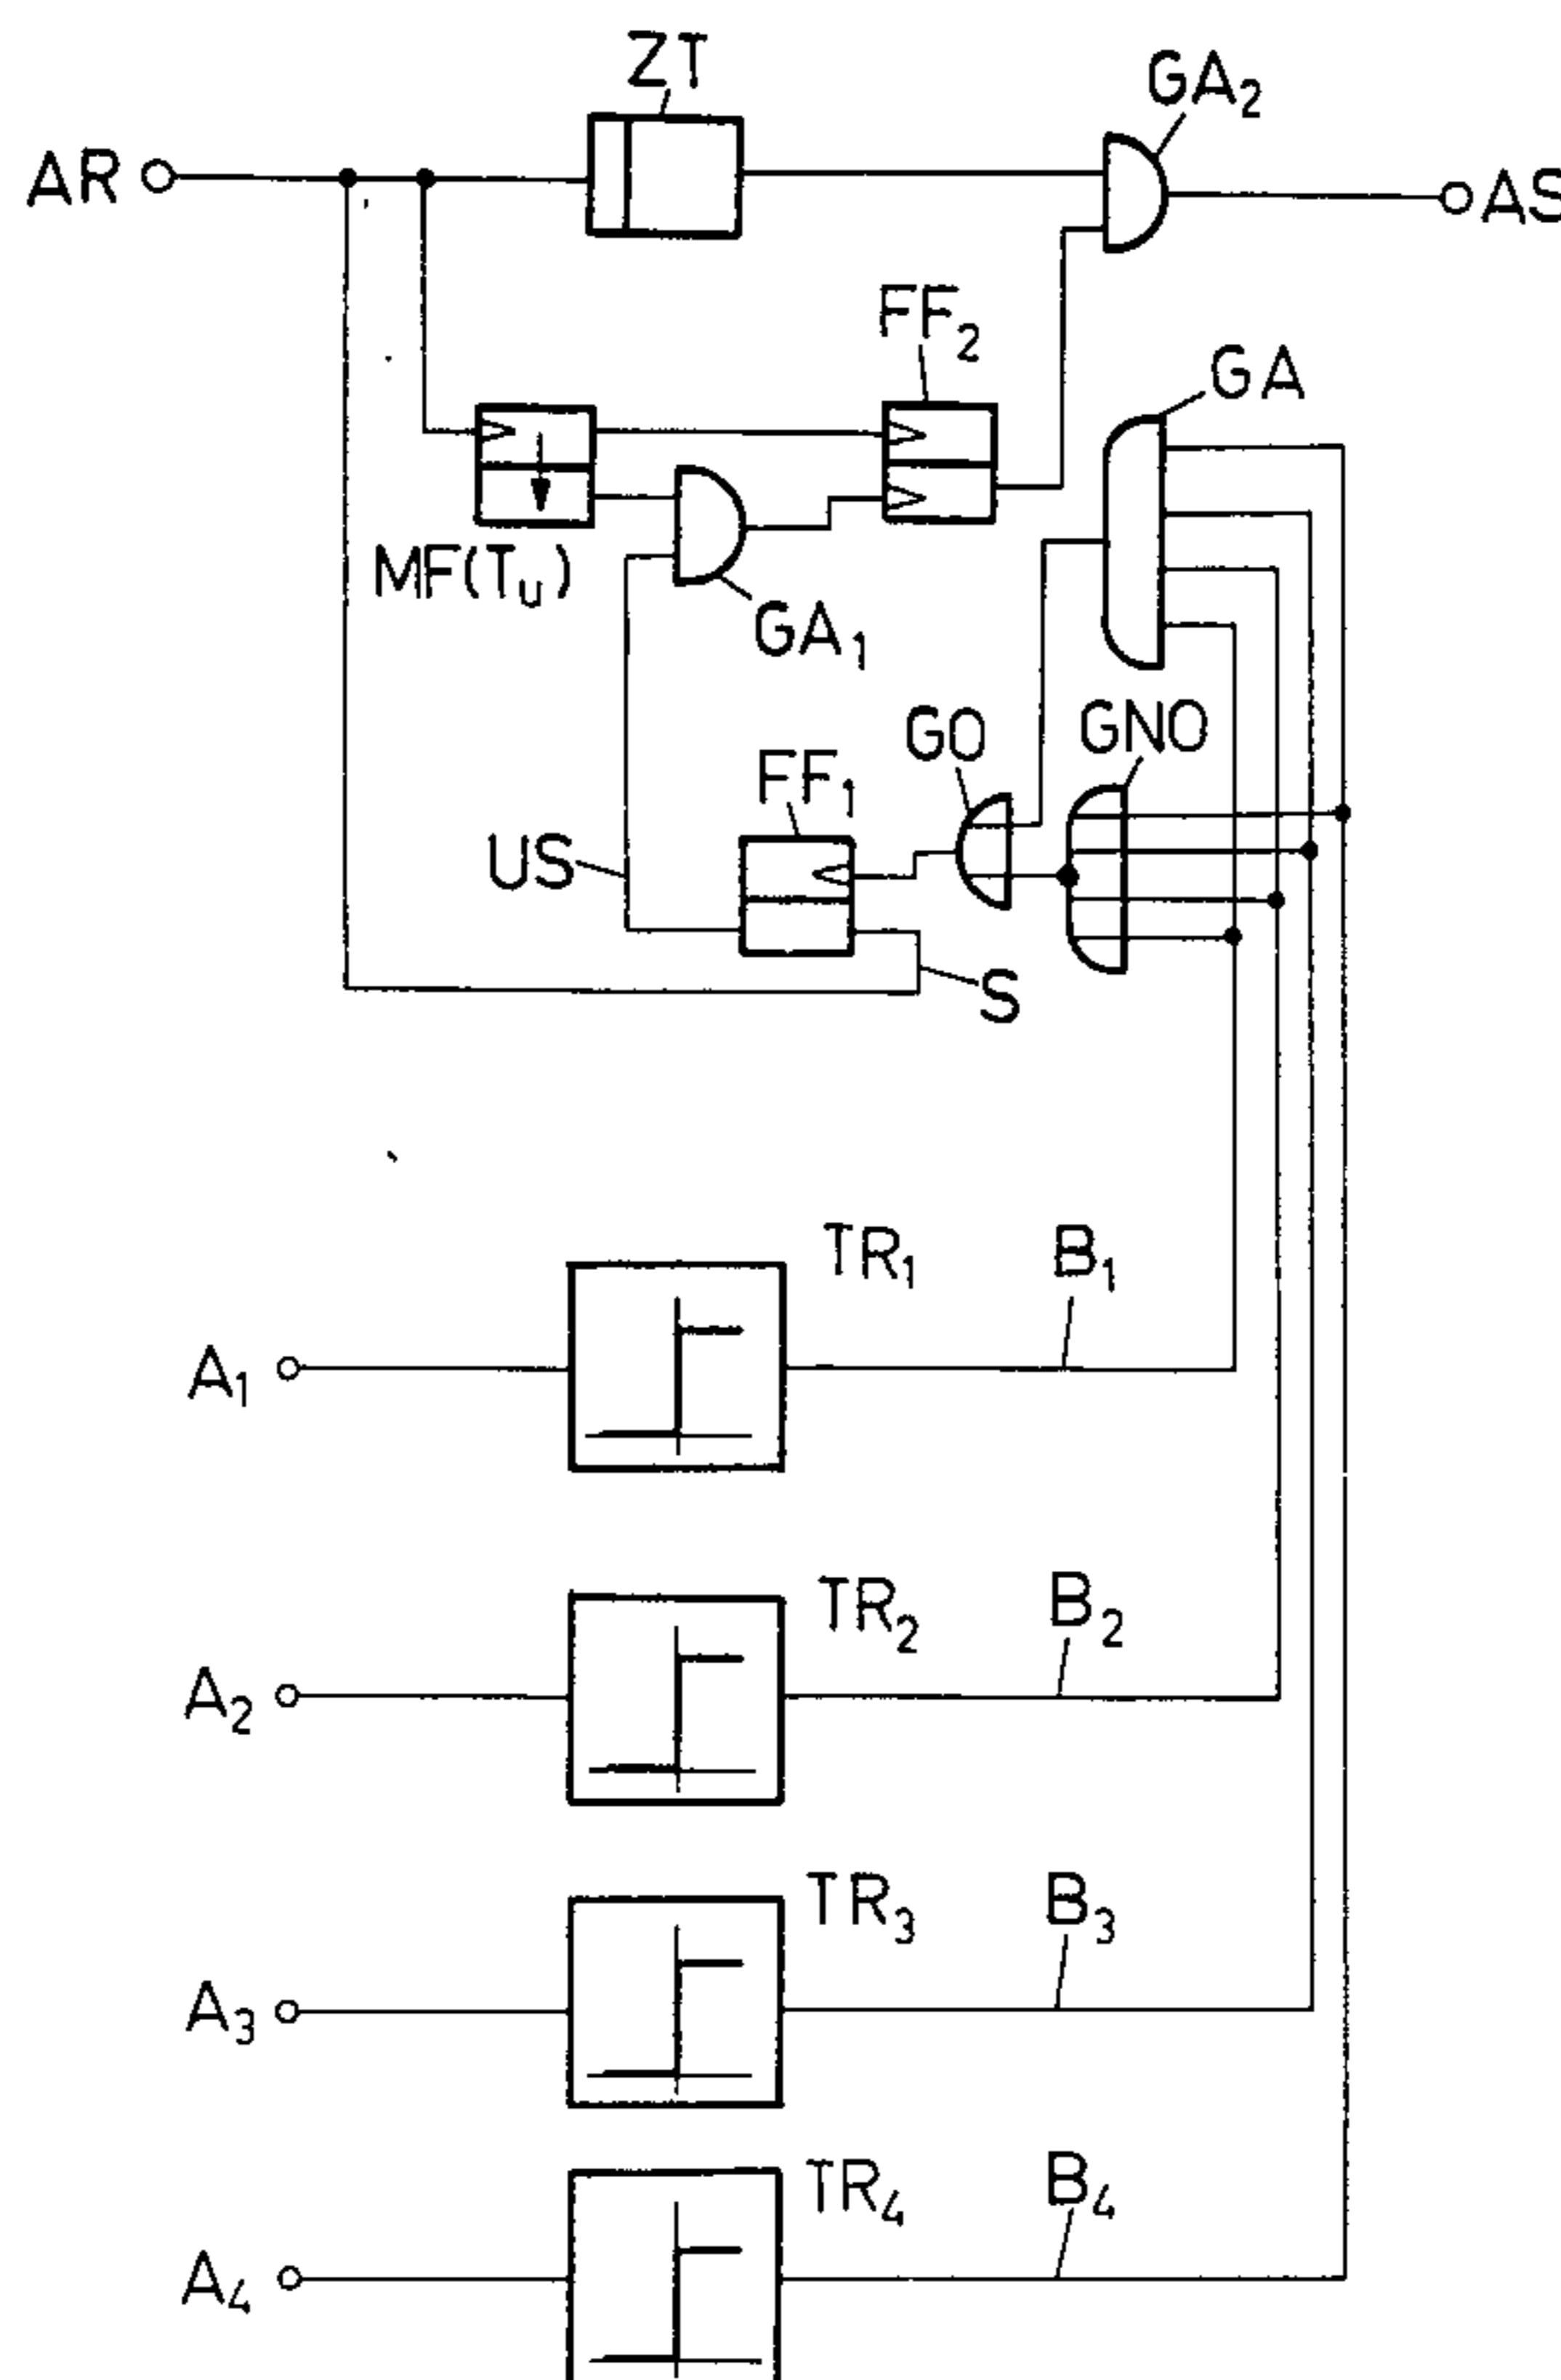 ZT
GA₂
AR
AS
FF₂
GA
MF(Tᵤ)
GA₁
GO
GNO
FF₁
US
S
TR₁
B₁
A₁
TR₂
B₂
A₂
TR₃
B₃
A₃
TR₄
B₄
A₄